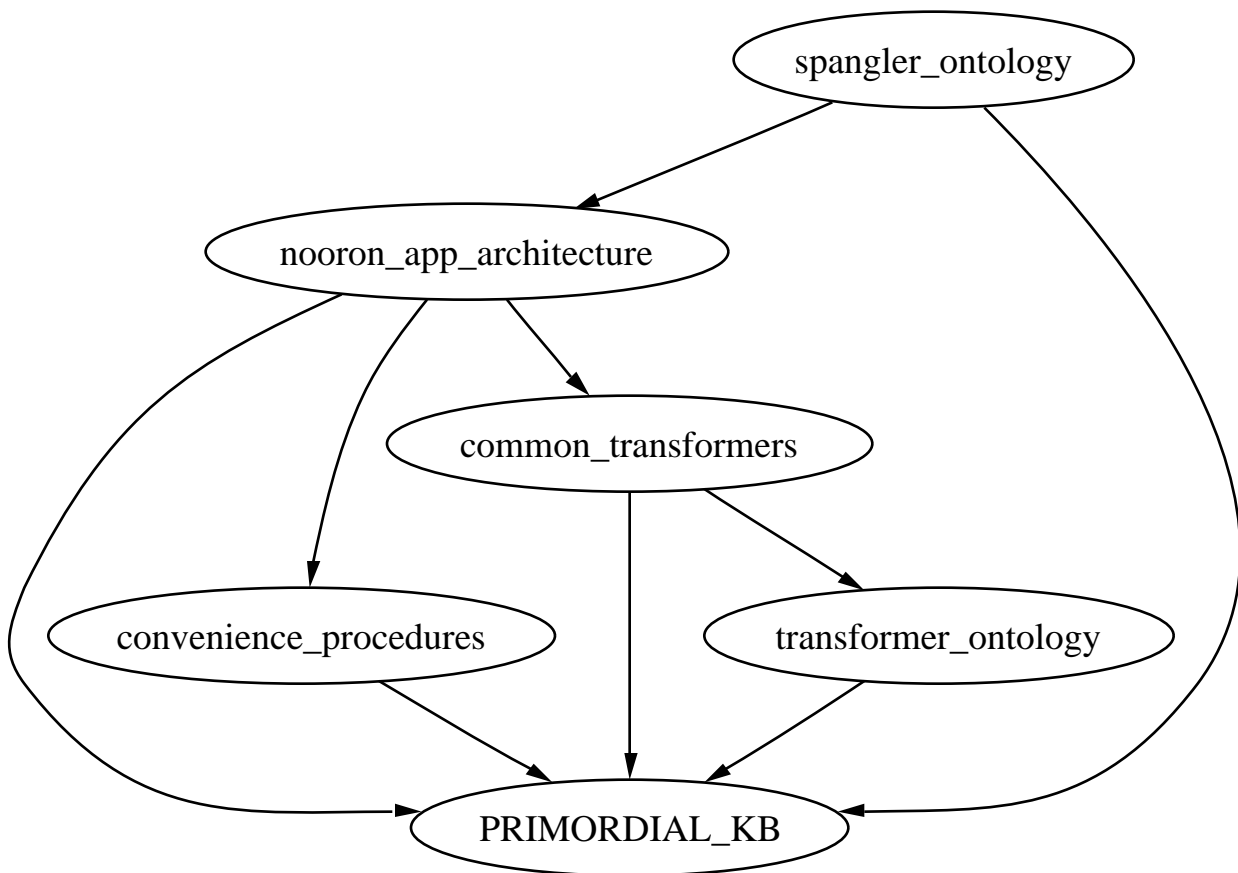 spangler_ontology
nooron_app_architecture
common_transformers
convenience_procedures
transformer_ontology
PRIMORDIAL_KB